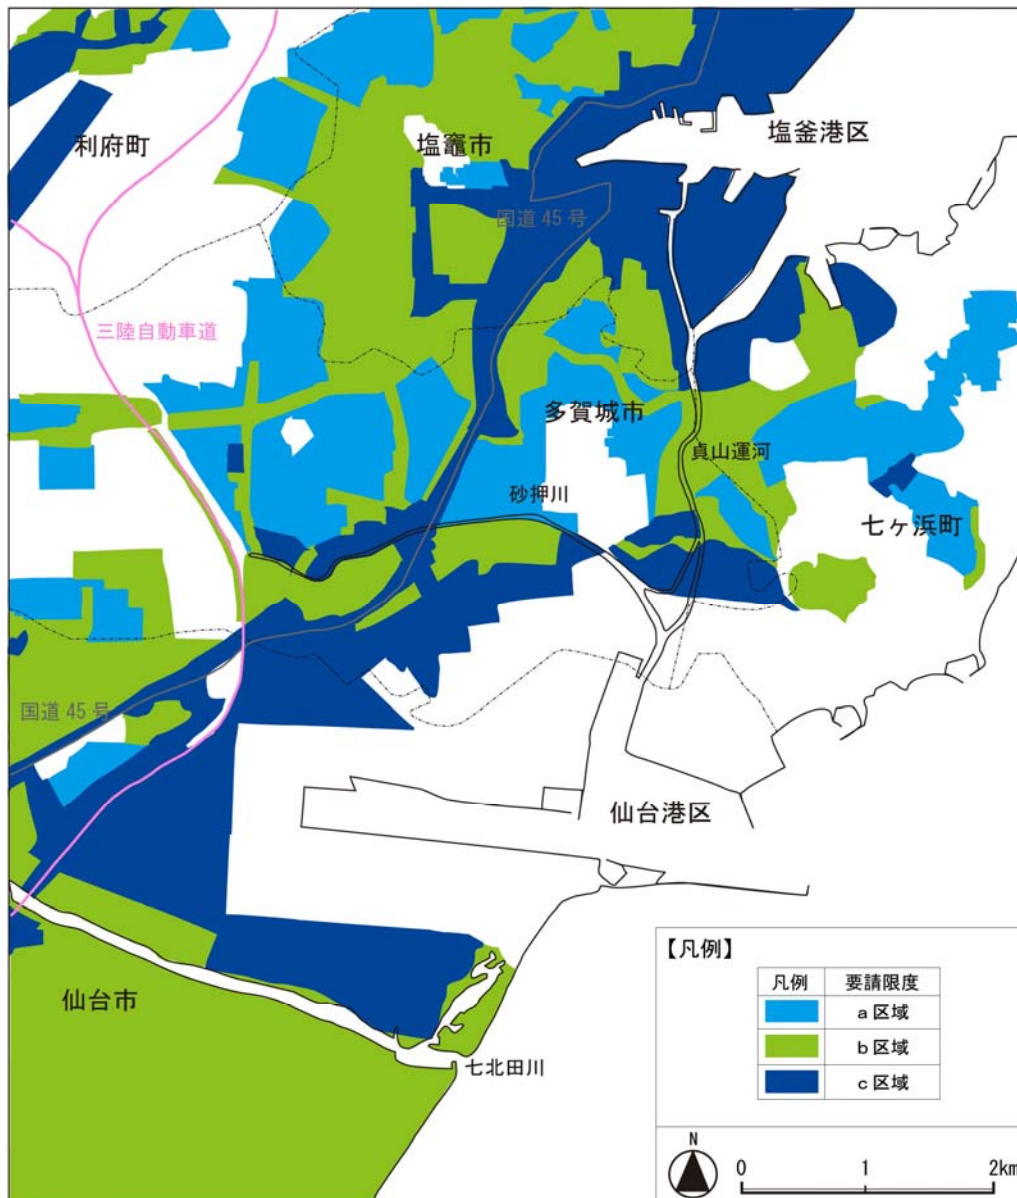 利府町
塩竈市
塩釜港区
国道45号
三陸自動車道
多賀城市
貞山運河
砂押川
七ヶ浜町
国道45号
仙台港区
仙台市
七北田川
【凡例】
凡例 要請限度
a区域
b区域
c区域
N
0 1 2km